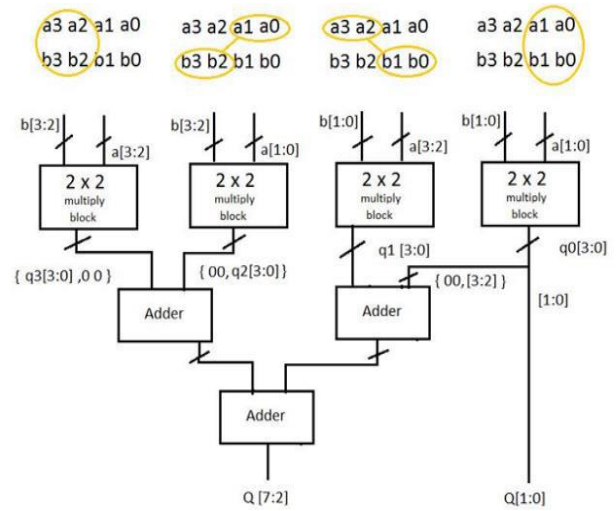 a3 a2 a1 a0 a3 a2 a1 a0 a3 a2 a1 a0 a3 a2 a1 a0
b3 b2 b1 b0 b3 b2 b1 b0 b3 b2 b1 b0 b3 b2 b1 b0
b[3:2] b[3:2] b[1:0] b[1:0]
a[3:2] a[1:0] a[3:2] a[1:0]
2 x 2 2 x 2 2 x 2 2 x 2
multiply multiply multiply multiply
block block block block
q1 [3:0] q0[3:0]
{ q3[3:0] ,0 0 } { 00, q2[3:0] } { 00, [3:2] }
[1:0]
Adder Adder
Adder
Q [7:2] Q[1:0]